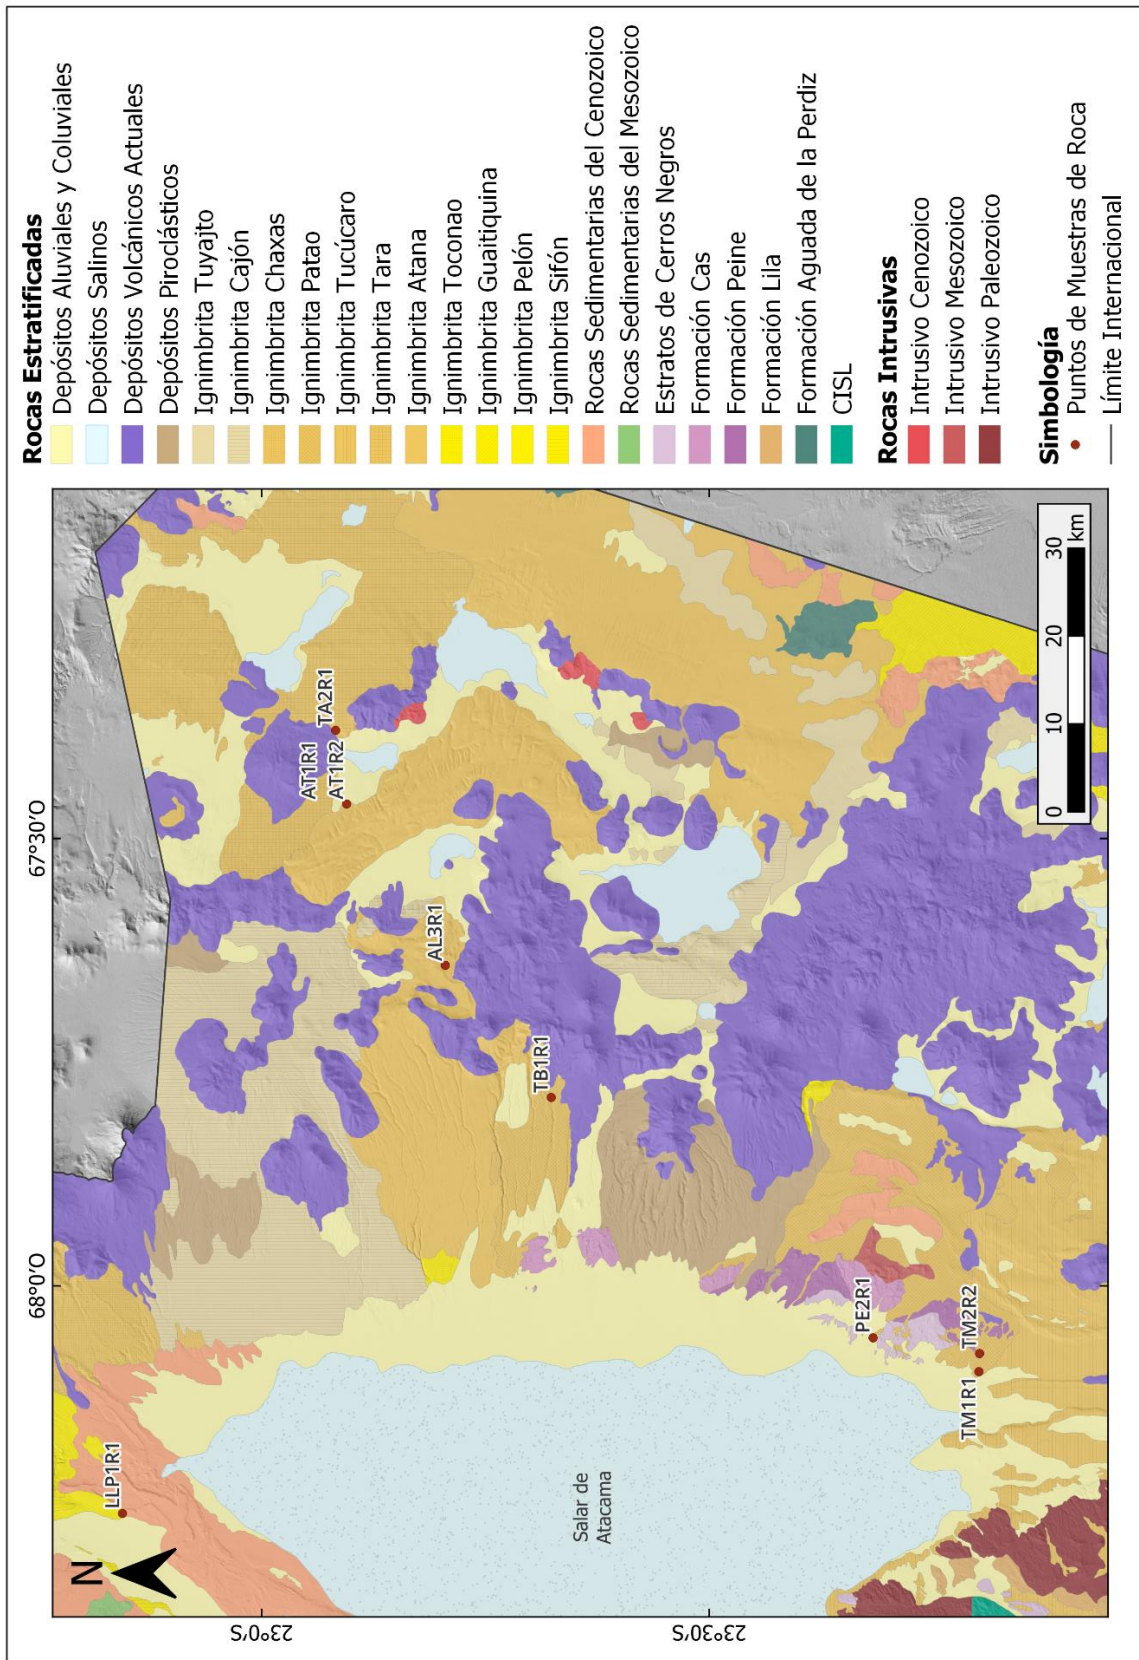 N
67°30'O
68°0'O
23°0'S
23°30'S
LLP1R1
AT1R1
AT1R2
TA2R1
AL3R1
TB1R1
PE2R1
TM1R1
TM2R2
Salar de
Atacama
0 10 20 30
km
Rocas Estratificadas
Depósitos Aluviales y Coluviales
Depósitos Salinos
Depósitos Volcánicos Actuales
Depósitos Piroclásticos
Ignimbrita Tuyajto
Ignimbrita Cajón
Ignimbrita Chaxas
Ignimbrita Patao
Ignimbrita Tucúcaro
Ignimbrita Tara
Ignimbrita Atana
Ignimbrita Toconao
Ignimbrita Guaitiquina
Ignimbrita Pelón
Ignimbrita Sifón
Rocas Sedimentarias del Cenozoico
Rocas Sedimentarias del Mesozoico
Estratos de Cerros Negros
Formación Cas
Formación Peine
Formación Lila
Formación Aguada de la Perdiz
CISL
Rocas Intrusivas
Intrusivo Cenozoico
Intrusivo Mesozoico
Intrusivo Paleozoico
Simbología
Puntos de Muestras de Roca
Límite Internacional